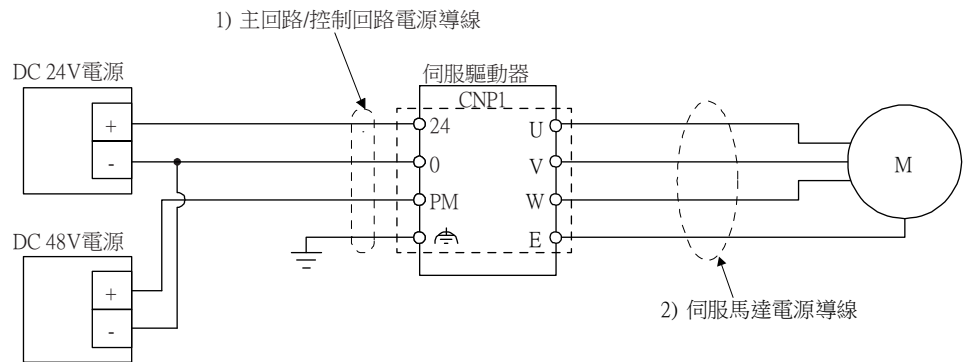 1) 主回路/控制回路電源導線
DC 24V電源
伺服驅動器
CNP1
+
24
U
-
0
V
M
PM
W
DC 48V電源
E
+
-
2) 伺服馬達電源導線